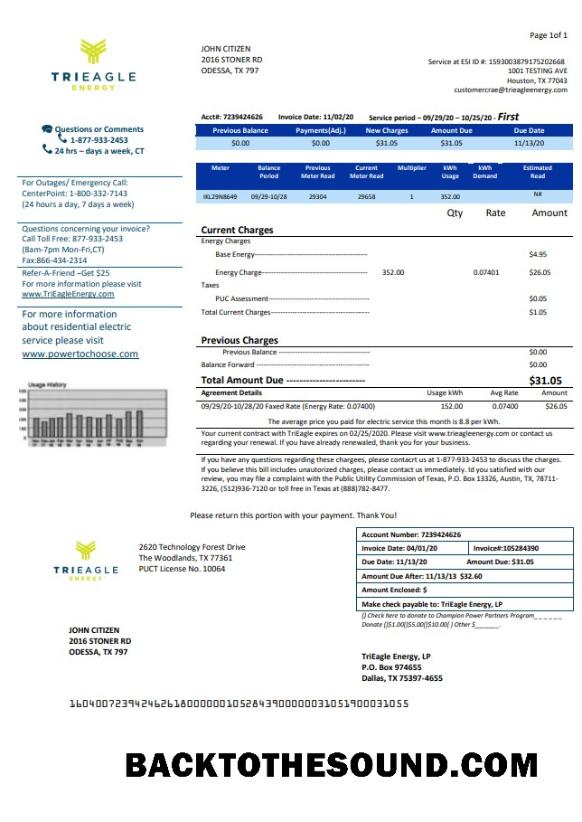 Page 1of 1
TRIEAGLE
ENERGY
JOHN CITIZEN
2016 STONER RD
ODESSA, TX 797
Service at ESI ID #: 1593003879175202668
1001 TESTING AVE
Houston, TX 77043
customercrae@trieagleenergy.com
Acct#: 7239424626 Invoice Date: 11/02/20 Service period – 09/29/20 – 10/25/20 - First
Previous Balance Payments(Adj.) New Charges Amount Due Due Date
$0.00 $0.00 $31.05 $31.05 11/13/20
Questions or Comments
1-877-933-2453
24 hrs – days a week, CT
Meter Balance Period Previous Meter Read Current Meter Read Multiplier kWh Usage kWh Demand Estimated Read
IKL29N8649 09/29-10/28 29304 29658 1 352.00 N#
For Outages/ Emergency Call:
CenterPoint: 1-800-332-7143
(24 hours a day, 7 days a week)
Qty Rate Amount
Questions concerning your invoice?
Call Toll Free: 877-933-2453
(8am-7pm Mon-Fri,CT)
Fax:866-434-2314
Refer-A-Friend –Get $25
For more information please visit
www.TriEagleEnergy.com
For more information
about residential electric
service please visit
www.powertochoose.com
Usage History
Current Charges
Energy Charges
Base Energy $4.95
Energy Charge 352.00 0.07401 $26.05
Taxes
PUC Assessment $0.05
Total Current Charges $1.05
Previous Charges
Previous Balance $0.00
Balance Forward $0.00
Total Amount Due $31.05
Agreement Details Usage kWh Avg Rate Amount
09/29/20-10/28/20 Faxed Rate (Energy Rate: 0.07400) 152.00 0.07400 $26.05
The average price you paid for electric service this month is 8.8 per kWh.
Your current contract with TriEagle expires on 02/25/2020. Please visit www.trieagleenergy.com or contact us
regarding your renewal. If you have already renewed, thank you for your business.
If you have any questions regarding these charges, please contacrt us at 1-877-933-2453 to discuss the charges.
If you believe this bill includes unautorized charges, please contact us immediately. Id you satisfied with our
review, you may file a complaint with the Public Utility Commission of Texas, P.O. Box 13326, Austin, TX, 78711-
3226, (512)936-7120 or toll free in Texas at (888)782-8477.
Please return this portion with your payment. Thank You!
TRIEAGLE
ENERGY
2620 Technology Forest Drive
The Woodlands, TX 77361
PUCT License No. 10064
Account Number: 7239424626
Invoice Date: 04/01/20 Invoice#:105284390
Due Date: 11/13/20 Amount Due: $31.05
Amount Due After: 11/13/13 $32.60
Amount Enclosed: $
Make check payable to: TriEagle Energy, LP
[] Check here to donate to Champion Power Partners Program______
Donate []$1.00[]$5.00[]$10.00[ ] Other $_______.
JOHN CITIZEN
2016 STONER RD
ODESSA, TX 797
TriEagle Energy, LP
P.O. Box 974655
Dallas, TX 75397-4655
BACKTOTHESOUND.COM